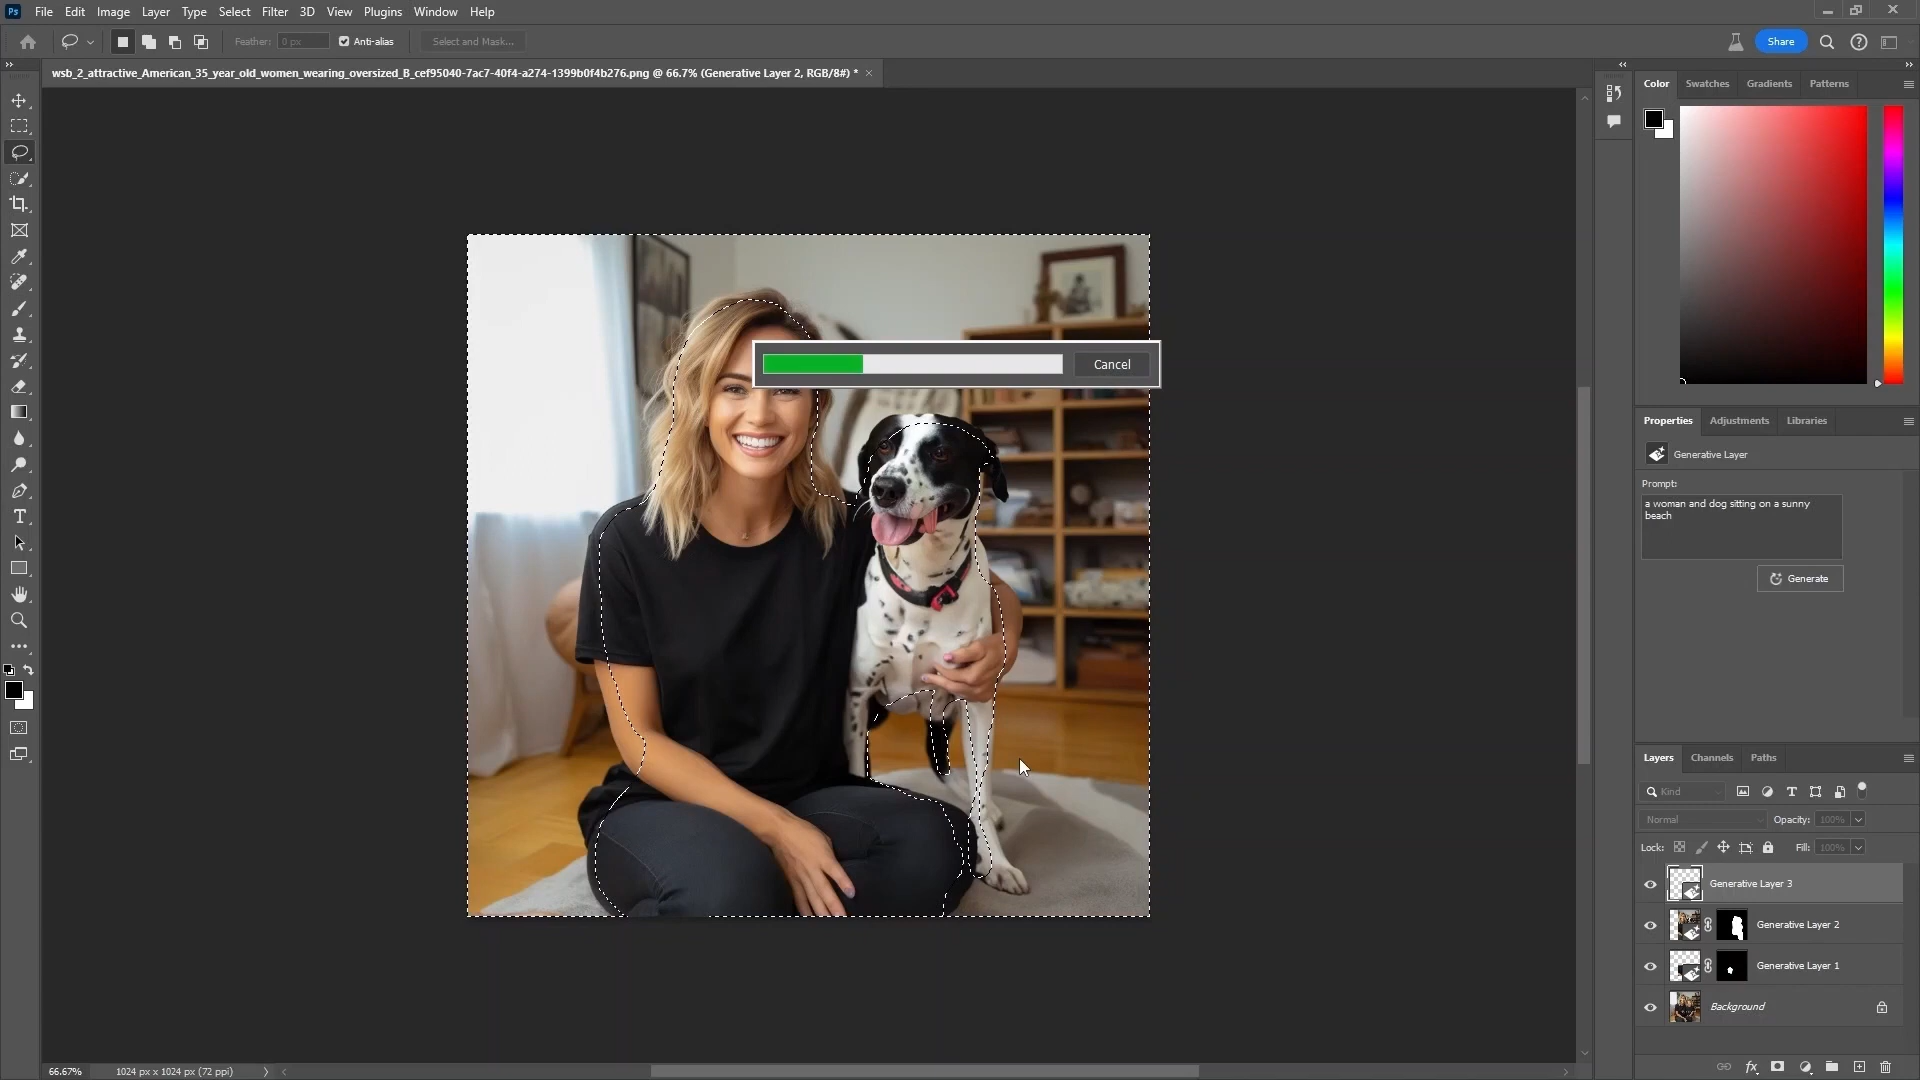 Ps File Edit Image Layer Type Select Filter 3D View Plugins Window Help
Feather: 0 px Anti-alias Select and Mask... Share
wsb_2_attractive_American_35_year_old_women_wearing_oversized_B_cef95040-7ac7-40f4-a274-1399b0f4b276.png @ 66.7% (Generative Layer 2, RGB/8#) *
Color Swatches Gradients Patterns
Cancel
Properties Adjustments Libraries
Generative Layer
Prompt:
a woman and dog sitting on a sunny
beach
Generate
Layers Channels Paths
Kind
Normal Opacity: 100%
Lock: Fill: 100%
Generative Layer 3
Generative Layer 2
Generative Layer 1
Background
66.67% 1024 px x 1024 px (72 ppi)